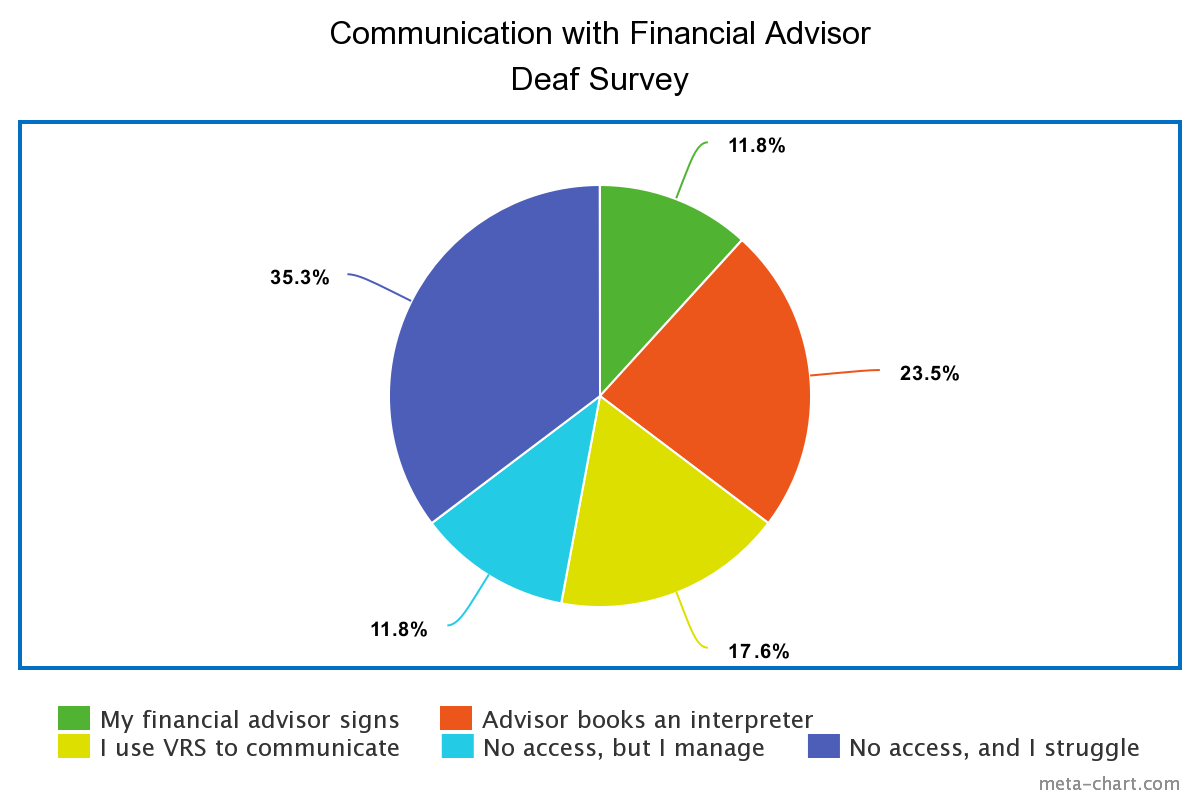 Communication with Financial Advisor
Deaf Survey
11.8%
35.3%
23.5%
11.8%
17.6%
My financial advisor signs
Advisor books an interpreter
I use VRS to communicate
No access, but I manage
No access, and I struggle
meta-chart.com